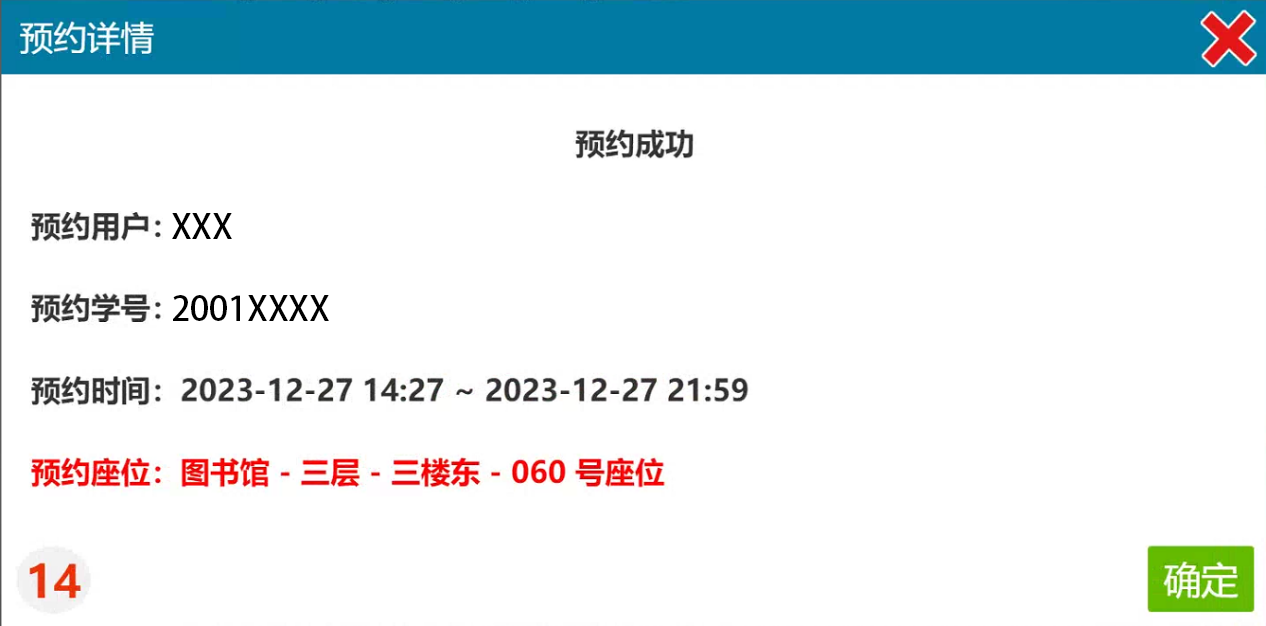 预约详情
预约成功
预约用户: XXX
预约学号: 2001XXXX
预约时间: 2023-12-27 14:27 ~ 2023-12-27 21:59
预约座位: 图书馆 - 三层 - 三楼东 - 060 号座位
14
确定